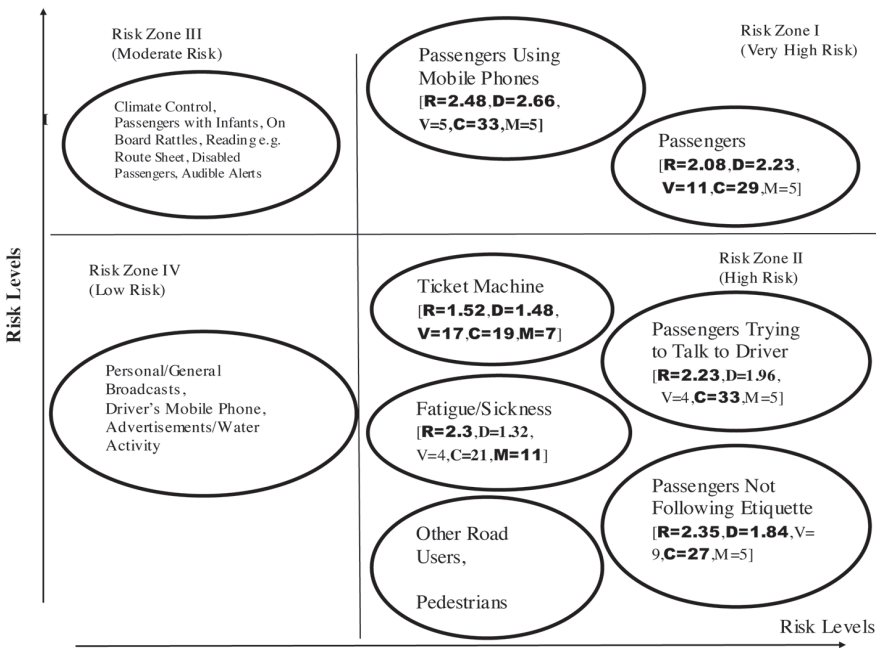 Risk Zone III
(Moderate Risk)
Climate Control,
Passengers with Infants, On
Board Rattles, Reading e.g.
Route Sheet, Disabled
Passengers, Audible Alerts
Passengers Using
Mobile Phones
[R=2.48,D=2.66,
V=5,C=33,M=5]
Risk Zone I
(Very High Risk)
Passengers
[R=2.08,D=2.23,
V=11,C=29,M=5]
Risk Zone IV
(Low Risk)
Personal/General
Broadcasts,
Driver's Mobile Phone,
Advertisements/Water
Activity
Ticket Machine
[R=1.52,D=1.48,
V=17,C=19,M=7]
Fatigue/Sickness
[R=2.3,D=1.32,
V=4,C=21,M=11]
Other Road
Users,
Pedestrians
Risk Zone II
(High Risk)
Passengers Trying
to Talk to Driver
[R=2.23,D=1.96,
V=4,C=33,M=5]
Passengers Not
Following Etiquette
[R=2.35,D=1.84,V=
9,C=27,M=5]
Risk Levels
Risk Levels